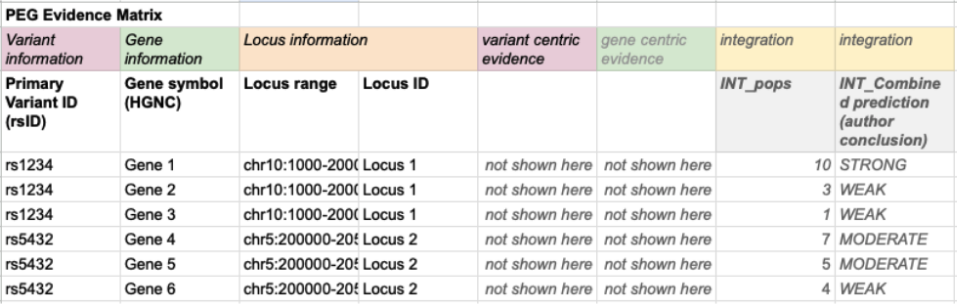 PEG Evidence Matrix
Variant information Gene information Locus information variant centric evidence gene centric evidence integration integration
Primary Variant ID (rsID) Gene symbol (HGNC) Locus range Locus ID INT_pops INT_Combined prediction (author conclusion)
rs1234 Gene 1 chr10:1000-200 Locus 1 not shown here not shown here 10 STRONG
rs1234 Gene 2 chr10:1000-200 Locus 1 not shown here not shown here 3 WEAK
rs1234 Gene 3 chr10:1000-200 Locus 1 not shown here not shown here 1 WEAK
rs5432 Gene 4 chr5:200000-20 Locus 2 not shown here not shown here 7 MODERATE
rs5432 Gene 5 chr5:200000-20 Locus 2 not shown here not shown here 5 MODERATE
rs5432 Gene 6 chr5:200000-20 Locus 2 not shown here not shown here 4 WEAK